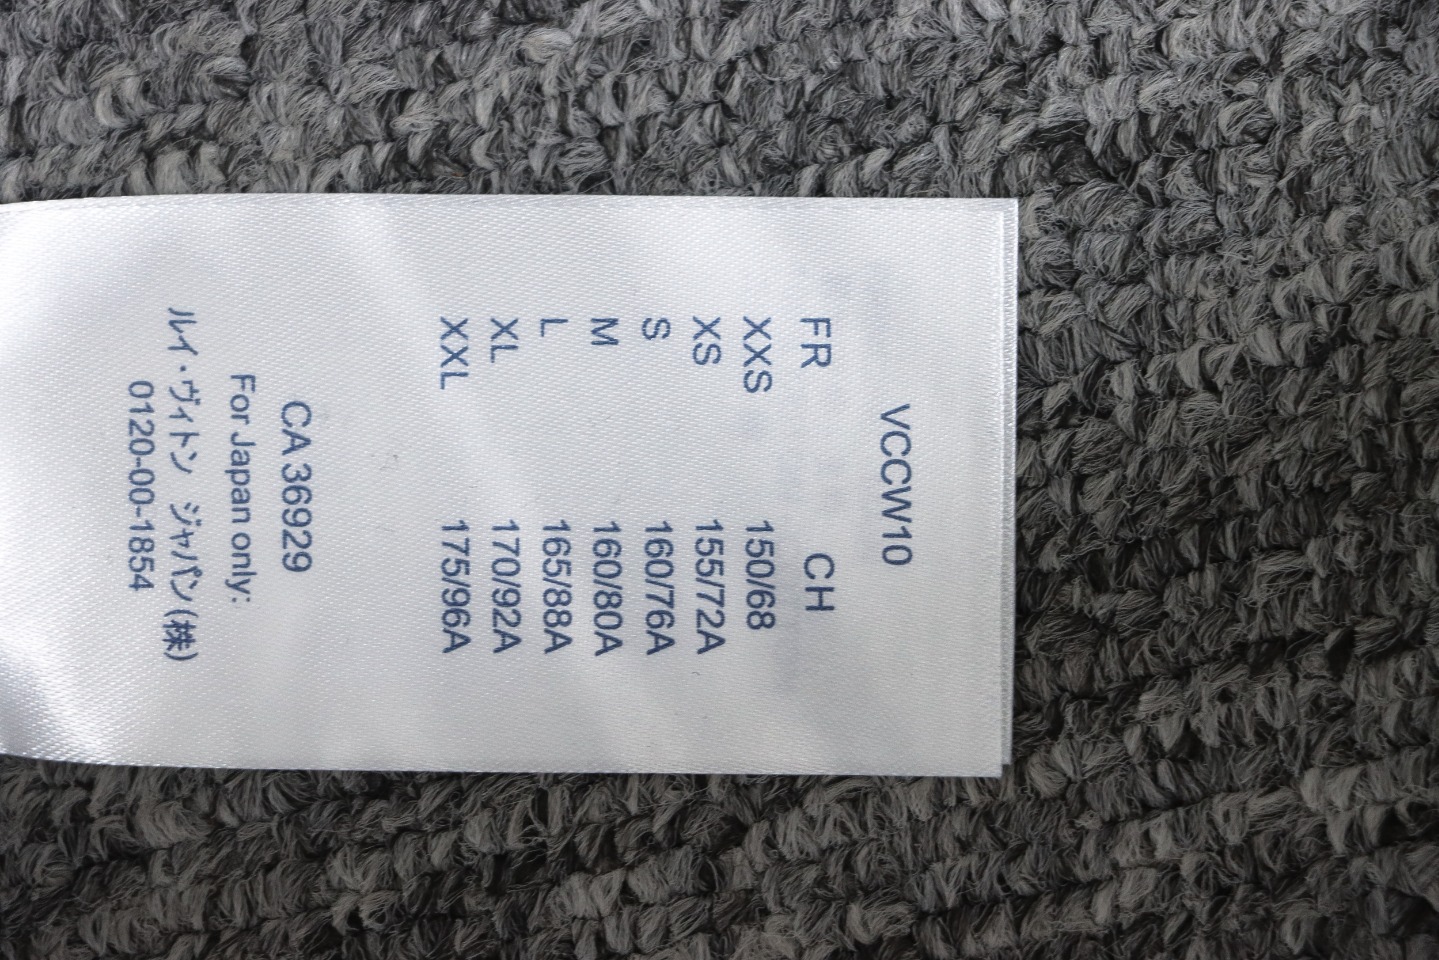 VCCW10
FR CH
XXS 150/68
XS 155/72A
S 160/76A
M 160/80A
L 165/88A
XL 170/92A
XXL 175/96A
CA 36929
For Japan only:
ルイ・ヴィトン ジャパン(株)
0120-00-1854